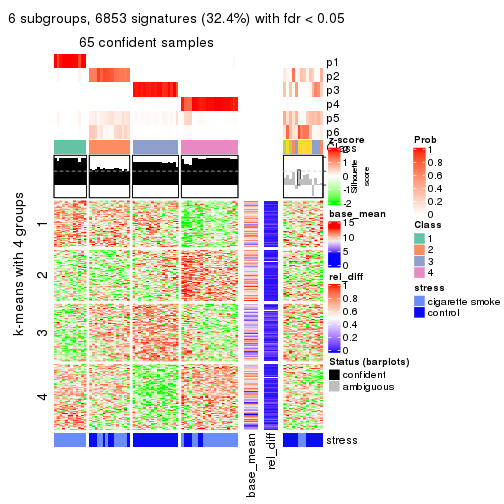 6 subgroups, 6853 signatures (32.4%) with fdr < 0.05
65 confident samples
p1
p2
p3
p4
p5
p6
Class
Silhouette
score
k-means with 4 groups
1
2
3
4
base_mean
rel_diff
stress
z-score
2
1
0
-1
-2
base_mean
15
10
5
0
rel_diff
1
0.8
0.6
0.4
0.2
0
Status (barplots)
confident
ambiguous
Prob
1
0.8
0.6
0.4
0.2
0
Class
1
2
3
4
stress
cigarette smoke
control